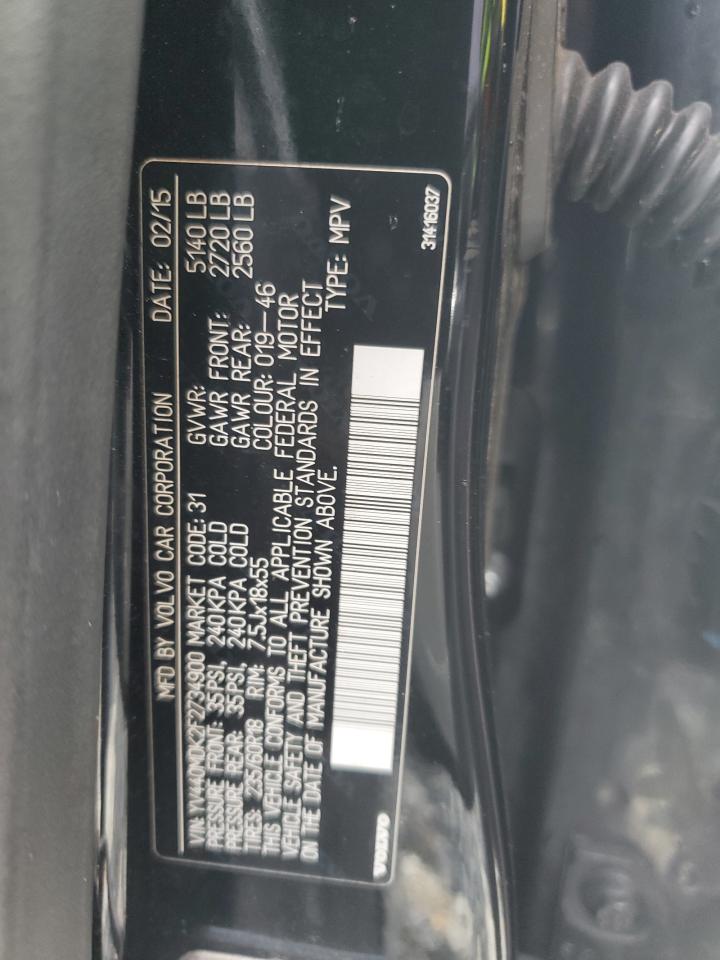 MFD BY VOLVO CAR CORPORATION DATE: 02/15
VIN: YV4440MDK2F2734900 MARKET CODE: 31 GVWR: 5140 LB
PRESSURE FRONT: 35PSI, 240KPA COLD GAWR FRONT: 2720 LB
PRESSURE REAR: 35PSI, 240KPA COLD GAWR REAR: 2560 LB
TIRES: 235/60R18 RIM: 7.5Jx18x55 COLOUR: 019-46
THIS VEHICLE CONFORMS TO ALL APPLICABLE FEDERAL MOTOR
VEHICLE SAFETY AND THEFT PREVENTION STANDARDS IN EFFECT
ON THE DATE OF MANUFACTURE SHOWN ABOVE. TYPE: MPV
VOLVO 31416037